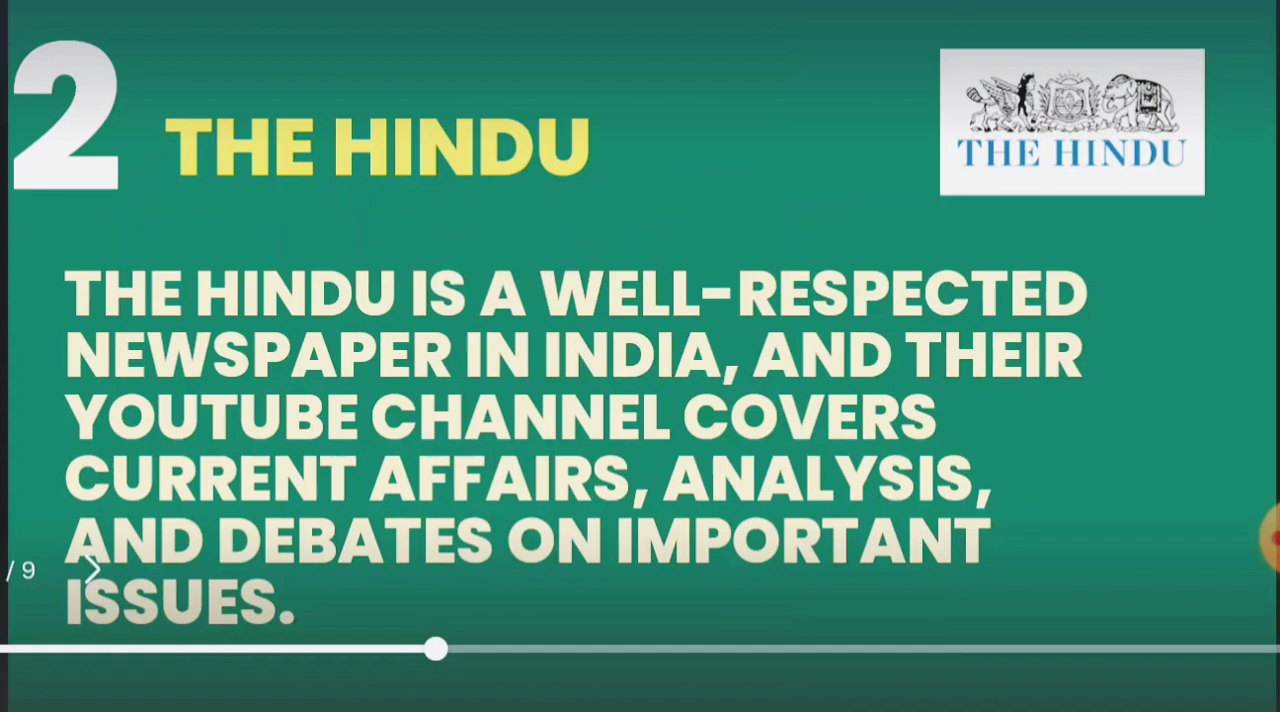 2
THE HINDU
THE HINDU
THE HINDU IS A WELL-RESPECTED
NEWSPAPER IN INDIA, AND THEIR
YOUTUBE CHANNEL COVERS
CURRENT AFFAIRS, ANALYSIS,
AND DEBATES ON IMPORTANT
/ 9
ISSUES.